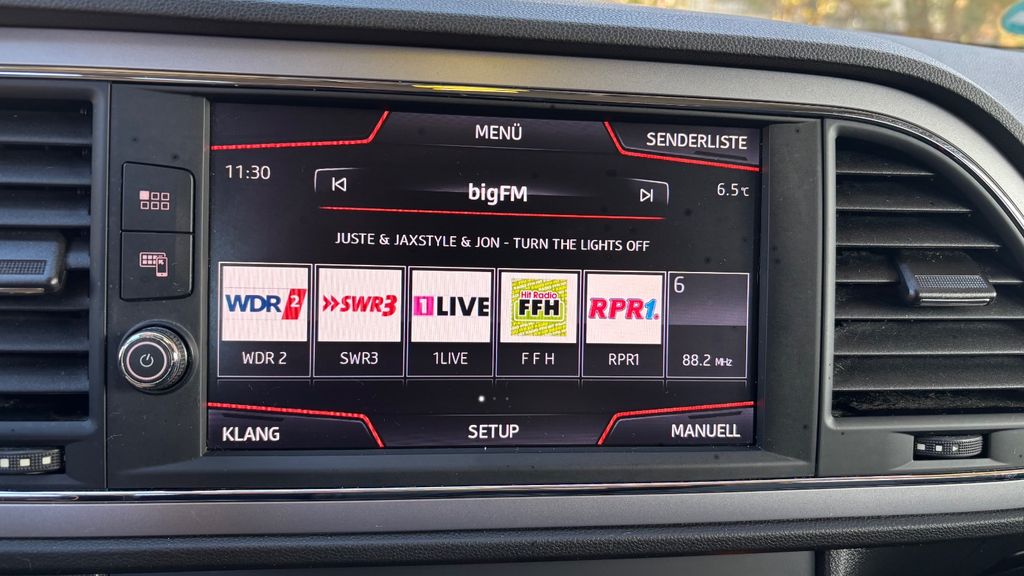 MENÜ
SENDERLISTE
11:30
bigFM
6.5°C
JUSTE & JAXSTYLE & JON - TURN THE LIGHTS OFF
WDR 2
SWR3
1LIVE
Hit Radio
FFH
RPR1.
6
WDR 2
SWR3
1LIVE
F F H
RPR1
88.2 MHZ
KLANG
SETUP
MANUELL